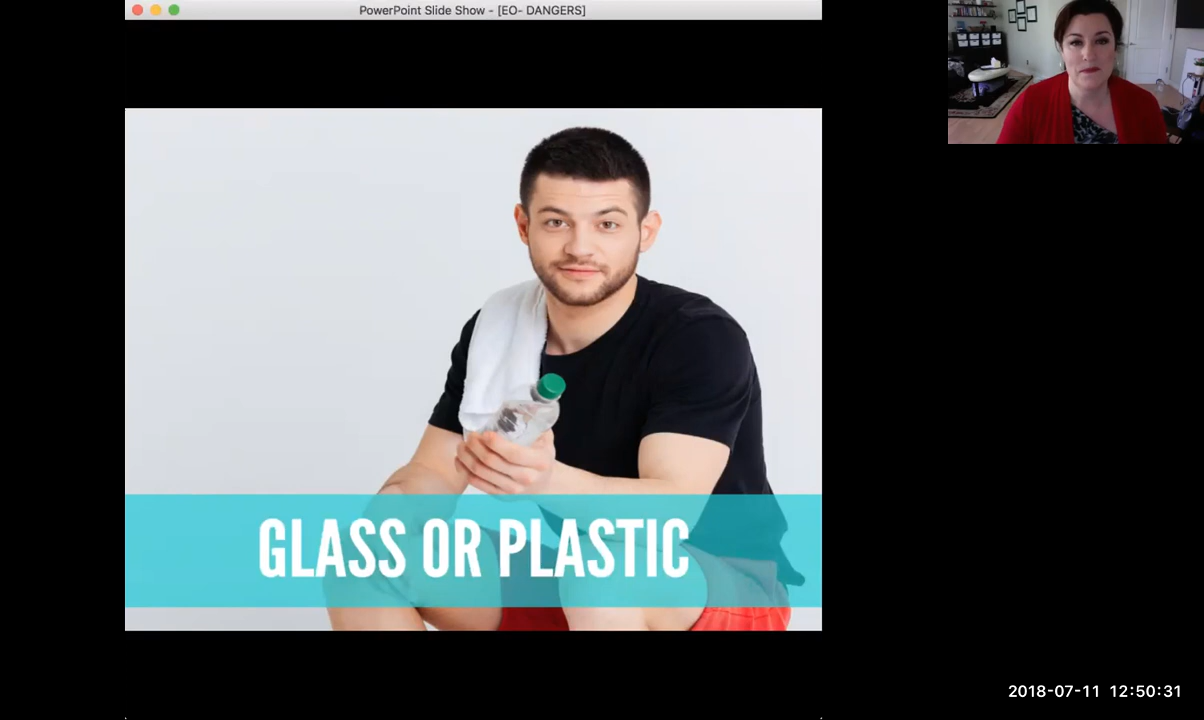 PowerPoint Slide Show - [EO- DANGERS]
GLASS OR PLASTIC
2018-07-11 12:50:31